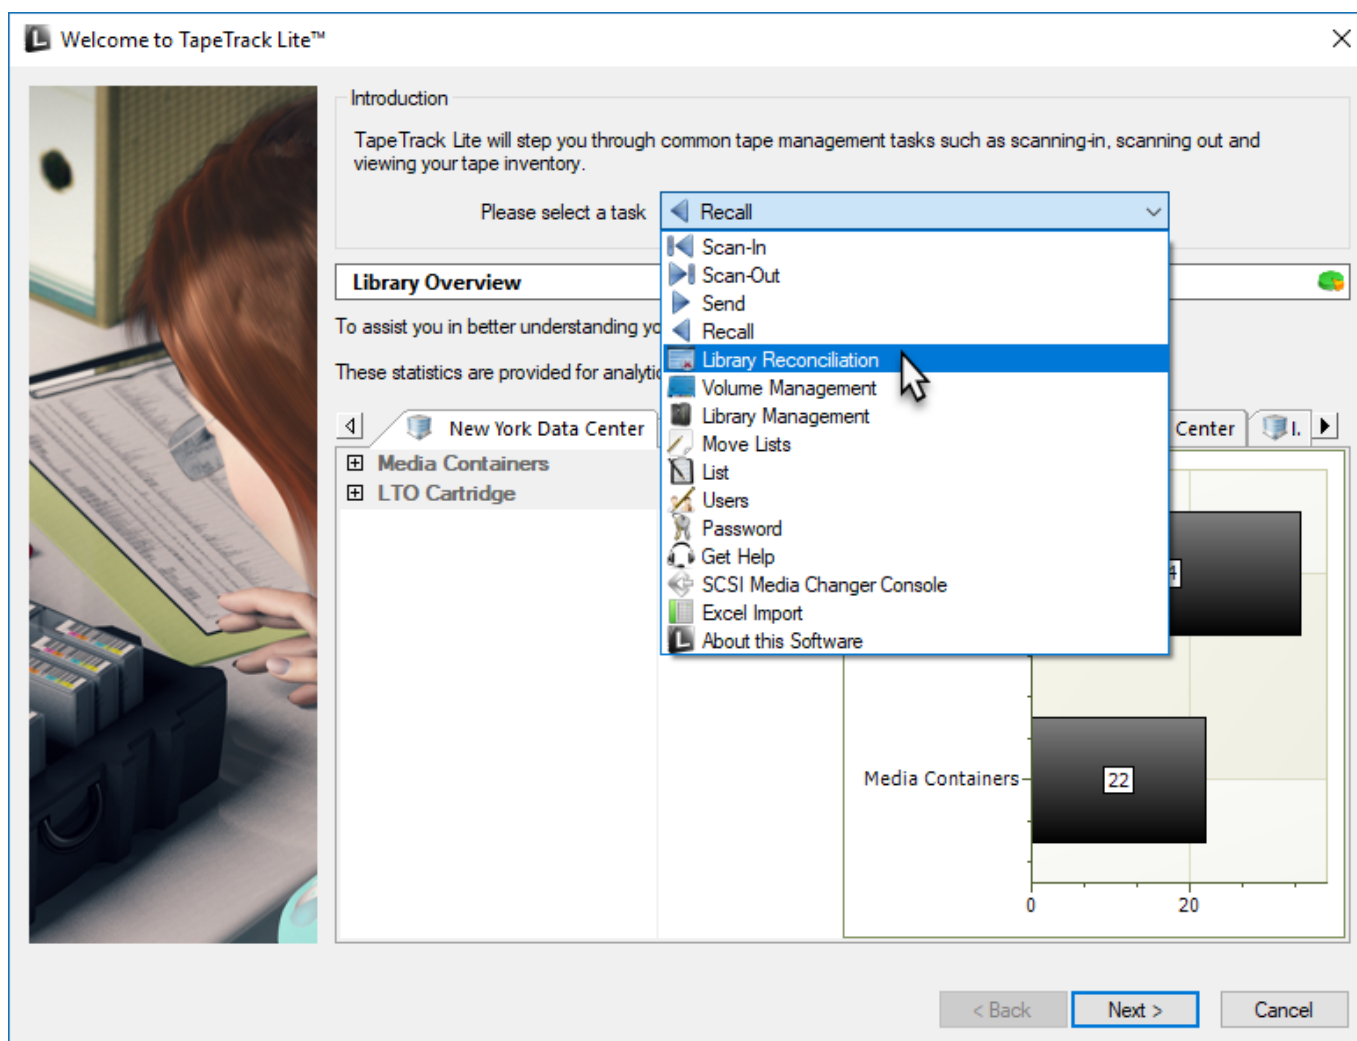 Welcome to TapeTrack Lite™
Introduction
TapeTrack Lite will step you through common tape management tasks such as scanning-in, scanning out and
viewing your tape inventory.
Please select a task
Recall
Scan-In
Scan-Out
Send
Recall
Library Reconciliation
Volume Management
Library Management
Move Lists
List
Users
Password
Get Help
SCSI Media Changer Console
Excel Import
About this Software
Library Overview
To assist you in better understanding
These statistics are provided for
New York Data Center
Center
I.
Media Containers
LTO Cartridge
4
Media Containers
22
0
20
< Back
Next >
Cancel